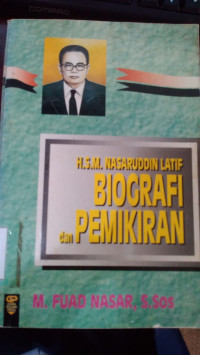 H.S.M. NASARUDDIN LATIF
BIOGRAFI
dan PEMIKIRAN
M. FUAD NASAR, S.Sos